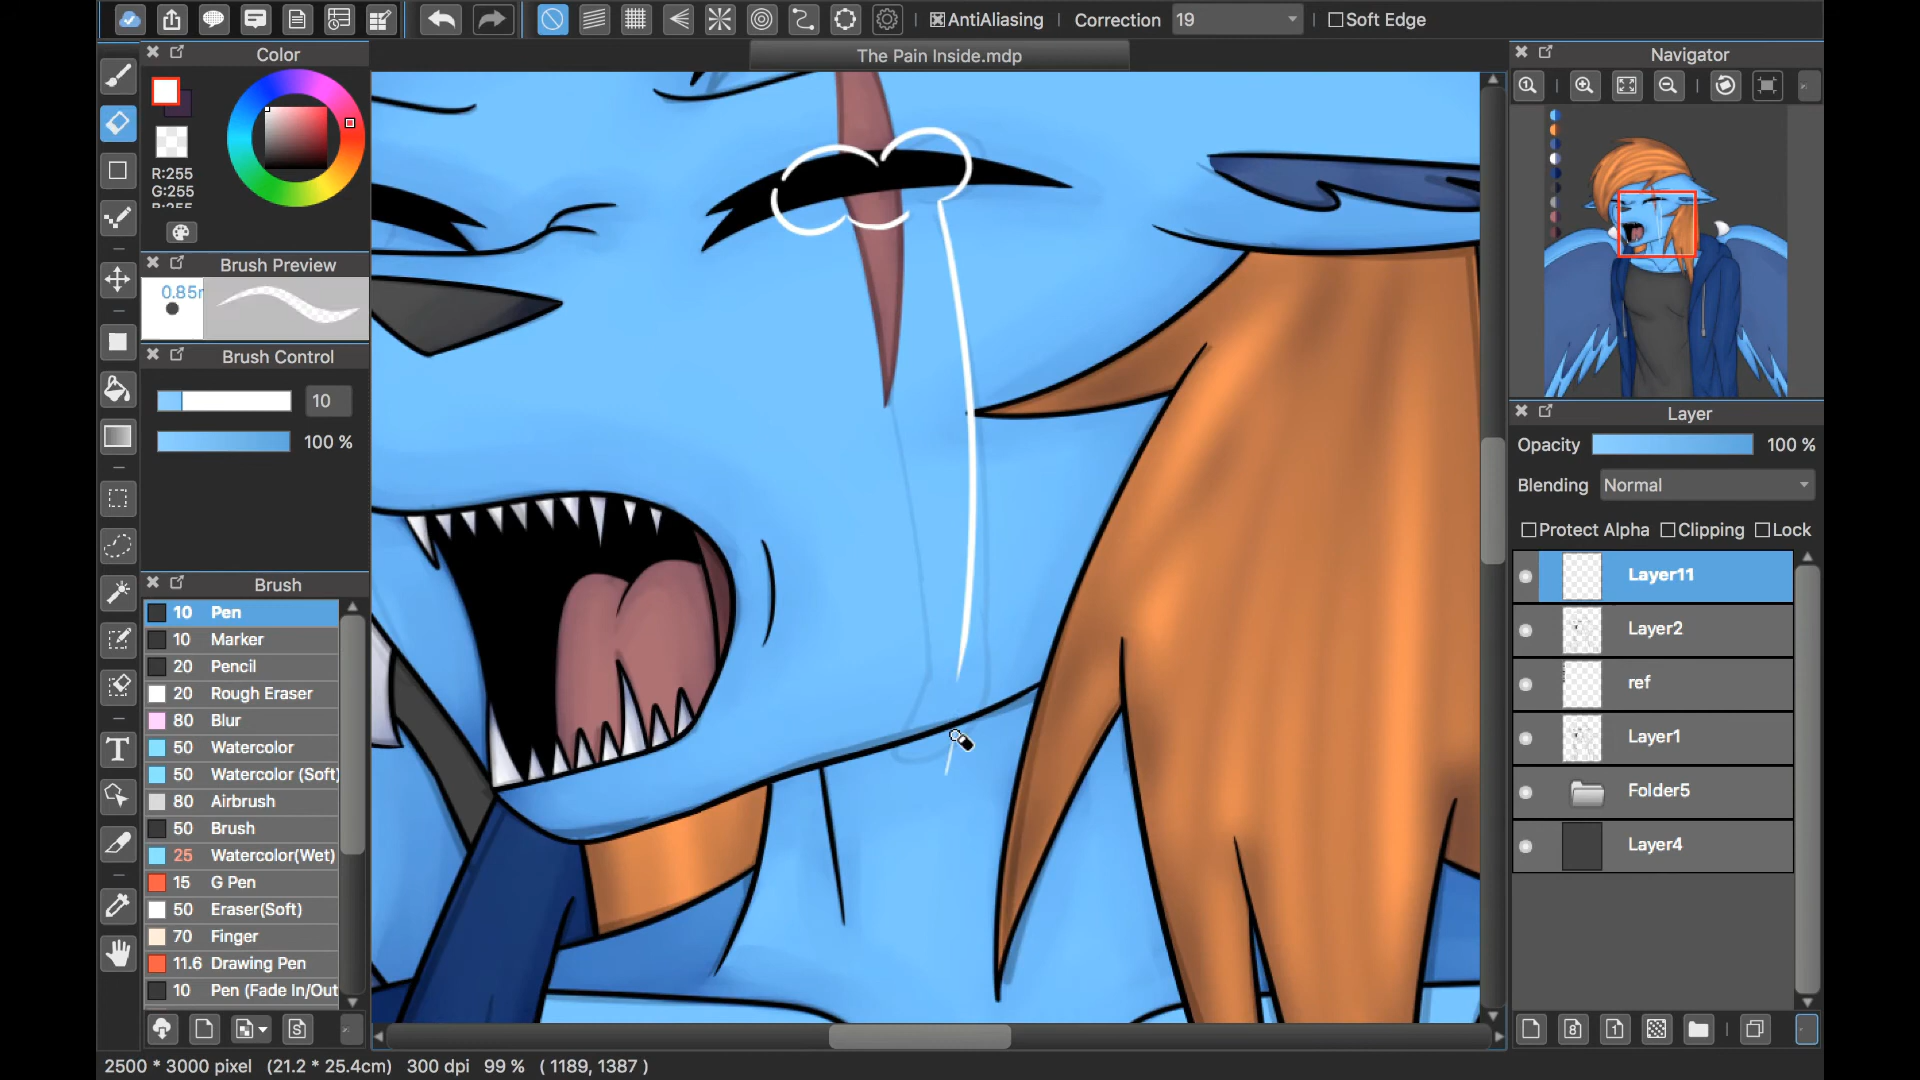 AntiAliasing
Correction 19
Soft Edge
The Pain Inside.mdp
Color
R:255
G:255
B:255
Brush Preview
Brush Control
10
100 %
Brush
10 Pen
10 Marker
20 Pencil
20 Rough Eraser
80 Blur
50 Watercolor
50 Watercolor (Soft)
80 Airbrush
50 Brush
25 Watercolor(Wet)
15 G Pen
50 Eraser(Soft)
70 Finger
11.6 Drawing Pen
10 Pen (Fade In/Out
Navigator
Layer
Opacity 100 %
Blending Normal
Protect Alpha Clipping Lock
Layer11
Layer2
ref
Layer1
Folder5
Layer4
2500 * 3000 pixel (21.2 * 25.4cm) 300 dpi 99 % ( 1189, 1387 )